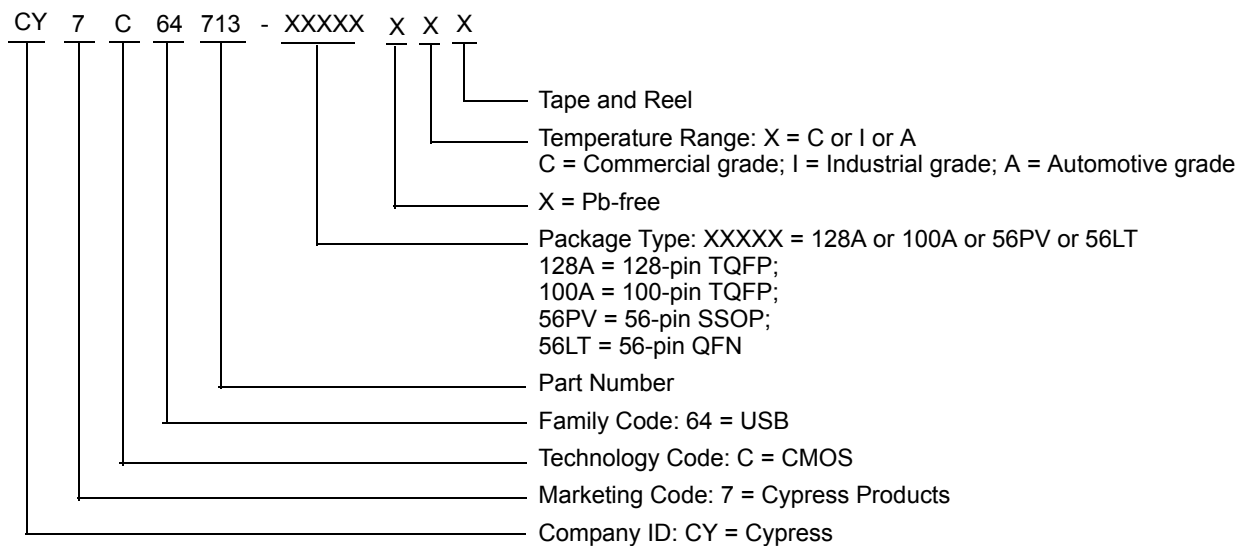 CY 7 C 64 713 - XXXXX X X X
Tape and Reel
Temperature Range: X = C or I or A
C = Commercial grade; I = Industrial grade; A = Automotive grade
X = Pb-free
Package Type: XXXXX = 128A or 100A or 56PV or 56LT
128A = 128-pin TQFP;
100A = 100-pin TQFP;
56PV = 56-pin SSOP;
56LT = 56-pin QFN
Part Number
Family Code: 64 = USB
Technology Code: C = CMOS
Marketing Code: 7 = Cypress Products
Company ID: CY = Cypress